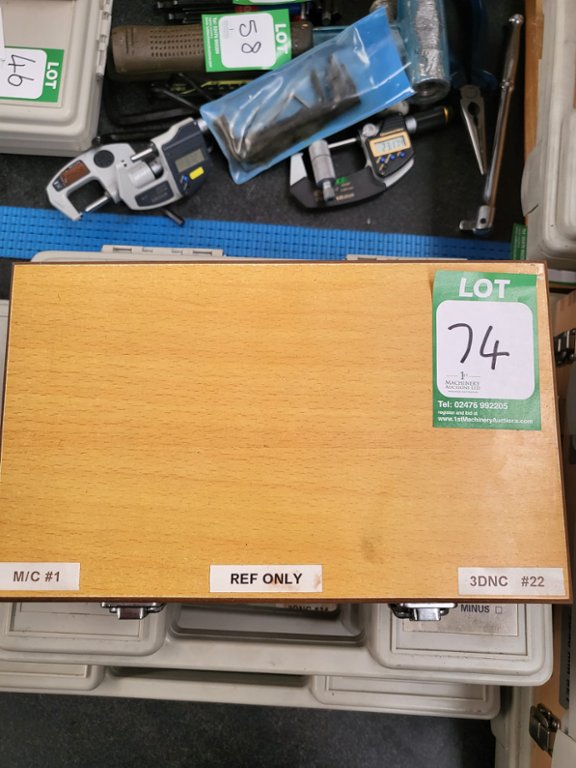 LOT
58
LOT
46
LOT
74
1st
MACHINERY
AUCTIONS LTD
Tel: 02476 992205
register and bid at
www.1stMachineryAuctions.com
M/C #1
REF ONLY
3DNC #22
MINUS